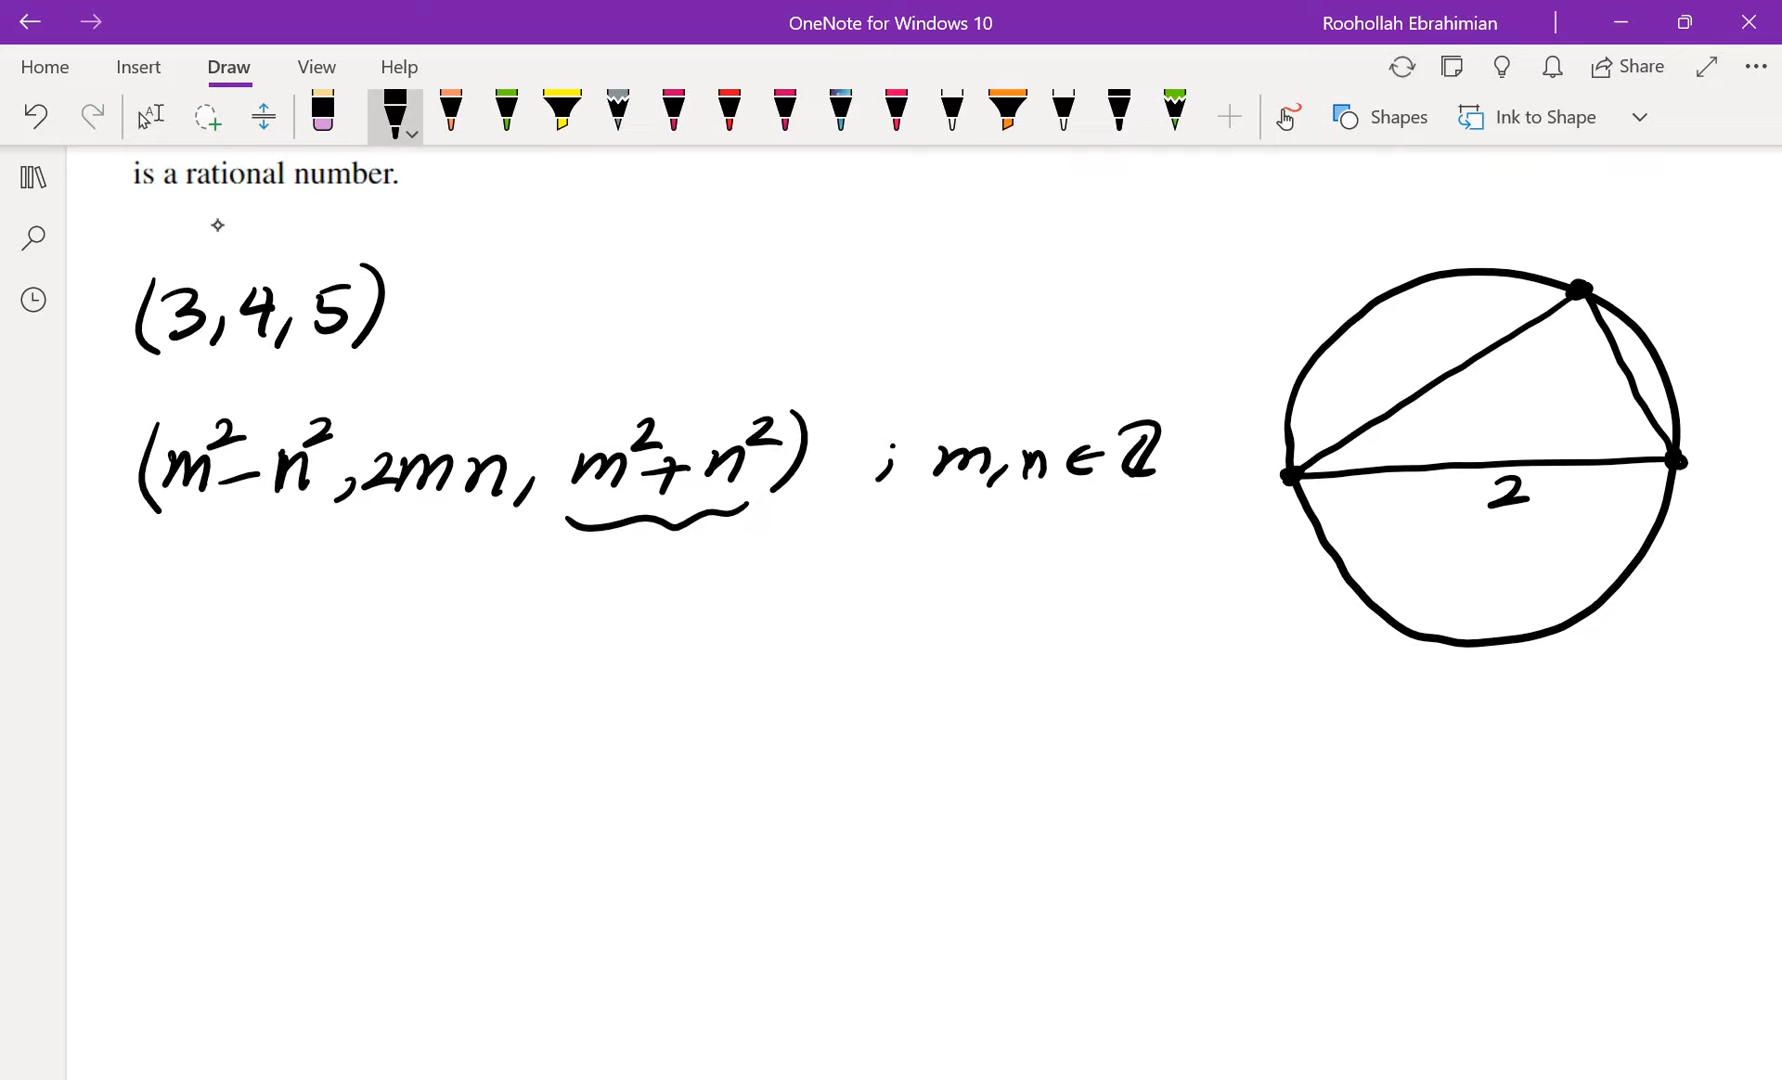 OneNote for Windows 10
Roohollah Ebrahimian
Home Insert Draw View Help
Share
Shapes
Ink to Shape
is a rational number.
(3, 4, 5)
(m²-n², 2mn, m²+n²) ; m, n ∈ ℤ
2